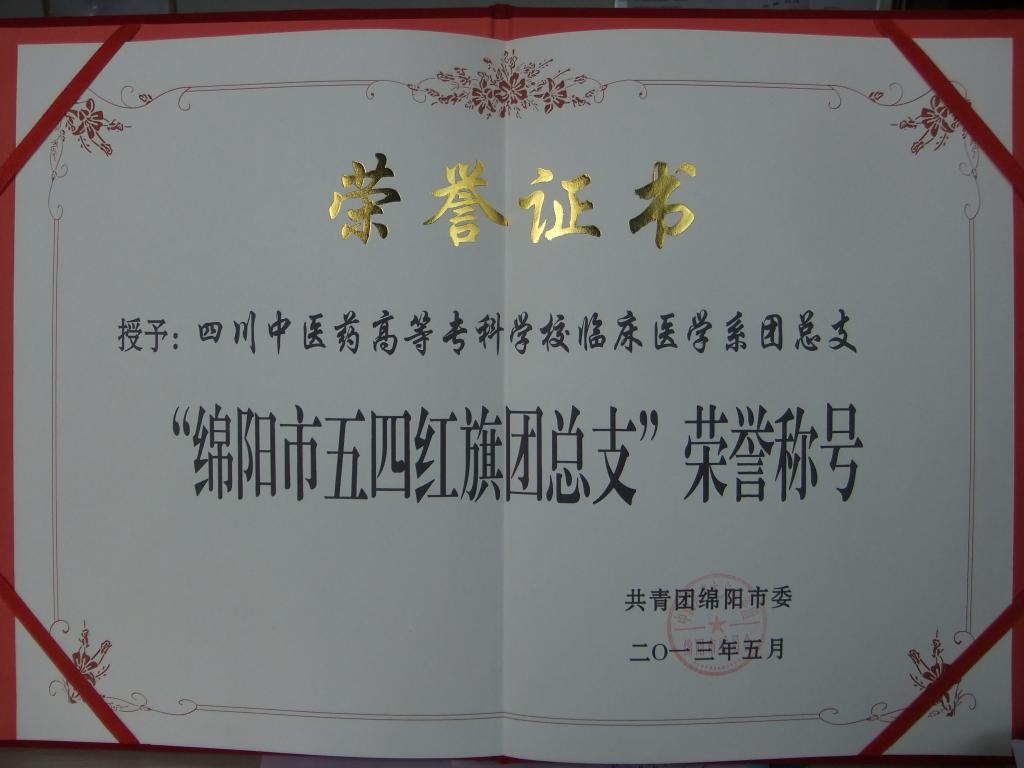 荣誉证书
授予：四川中医药高等专科学校临床医学系团总支
“绵阳市五四红旗团总支”荣誉称号
共青团绵阳市委
二〇一三年五月